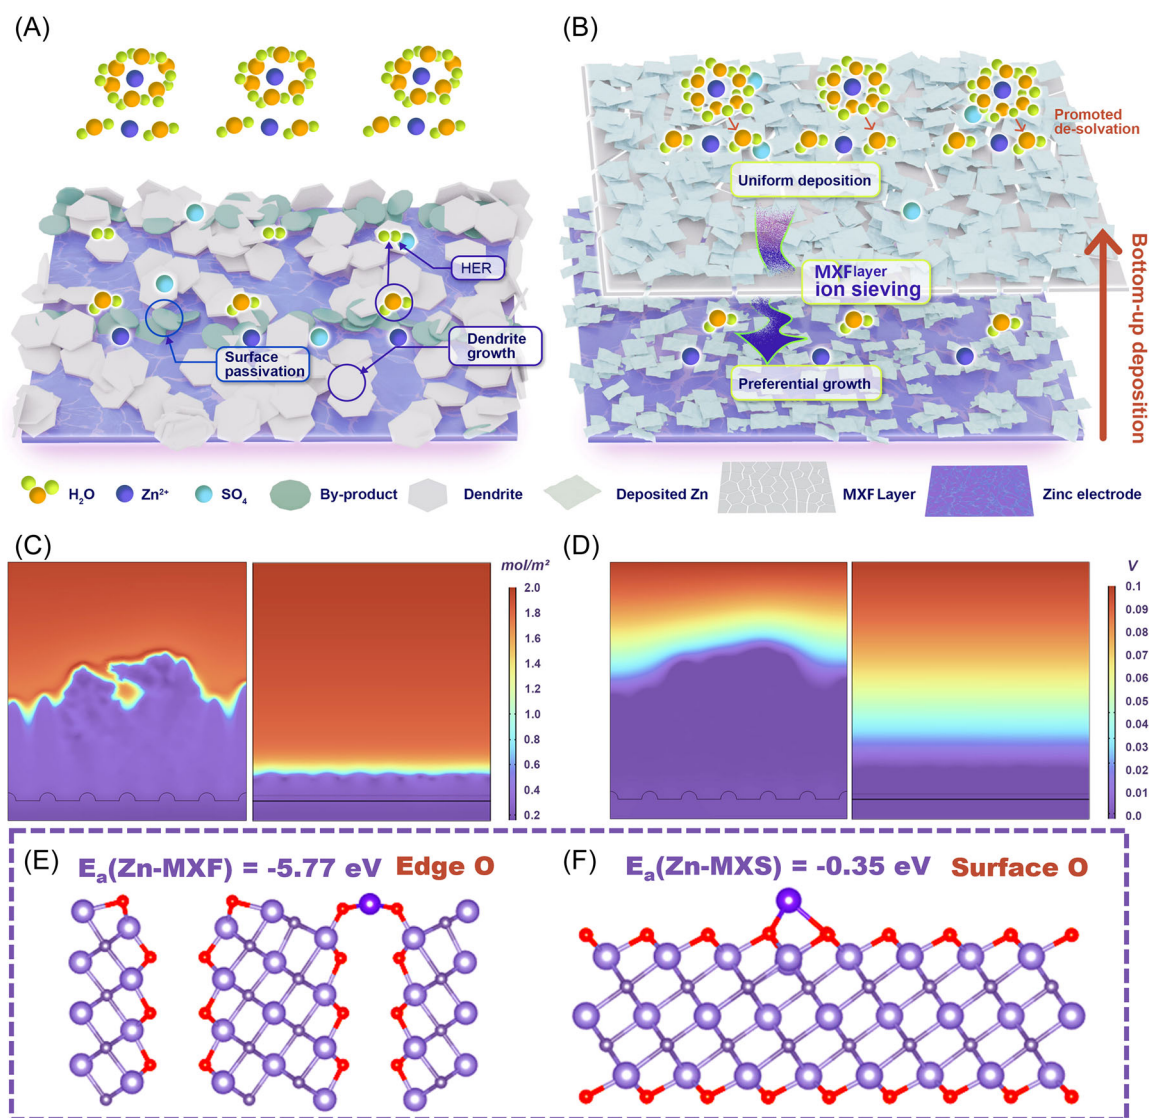 (A)
HER
Surface
passivation
Dendrite
growth
(B)
Promoted
de-solvation
Uniform deposition
MXF layer
ion sieving
Preferential growth
Bottom-up deposition
H₂O
Zn²⁺
SO₄
By-product
Dendrite
Deposited Zn
MXF Layer
Zinc electrode
(C)
mol/m²
2.0
1.8
1.6
1.4
1.2
1.0
0.8
0.6
0.4
0.2
(D)
V
0.1
0.09
0.08
0.07
0.06
0.05
0.04
0.03
0.02
0.01
0.0
(E)
Eₐ(Zn-MXF) = -5.77 eV Edge O
(F)
Eₐ(Zn-MXS) = -0.35 eV Surface O